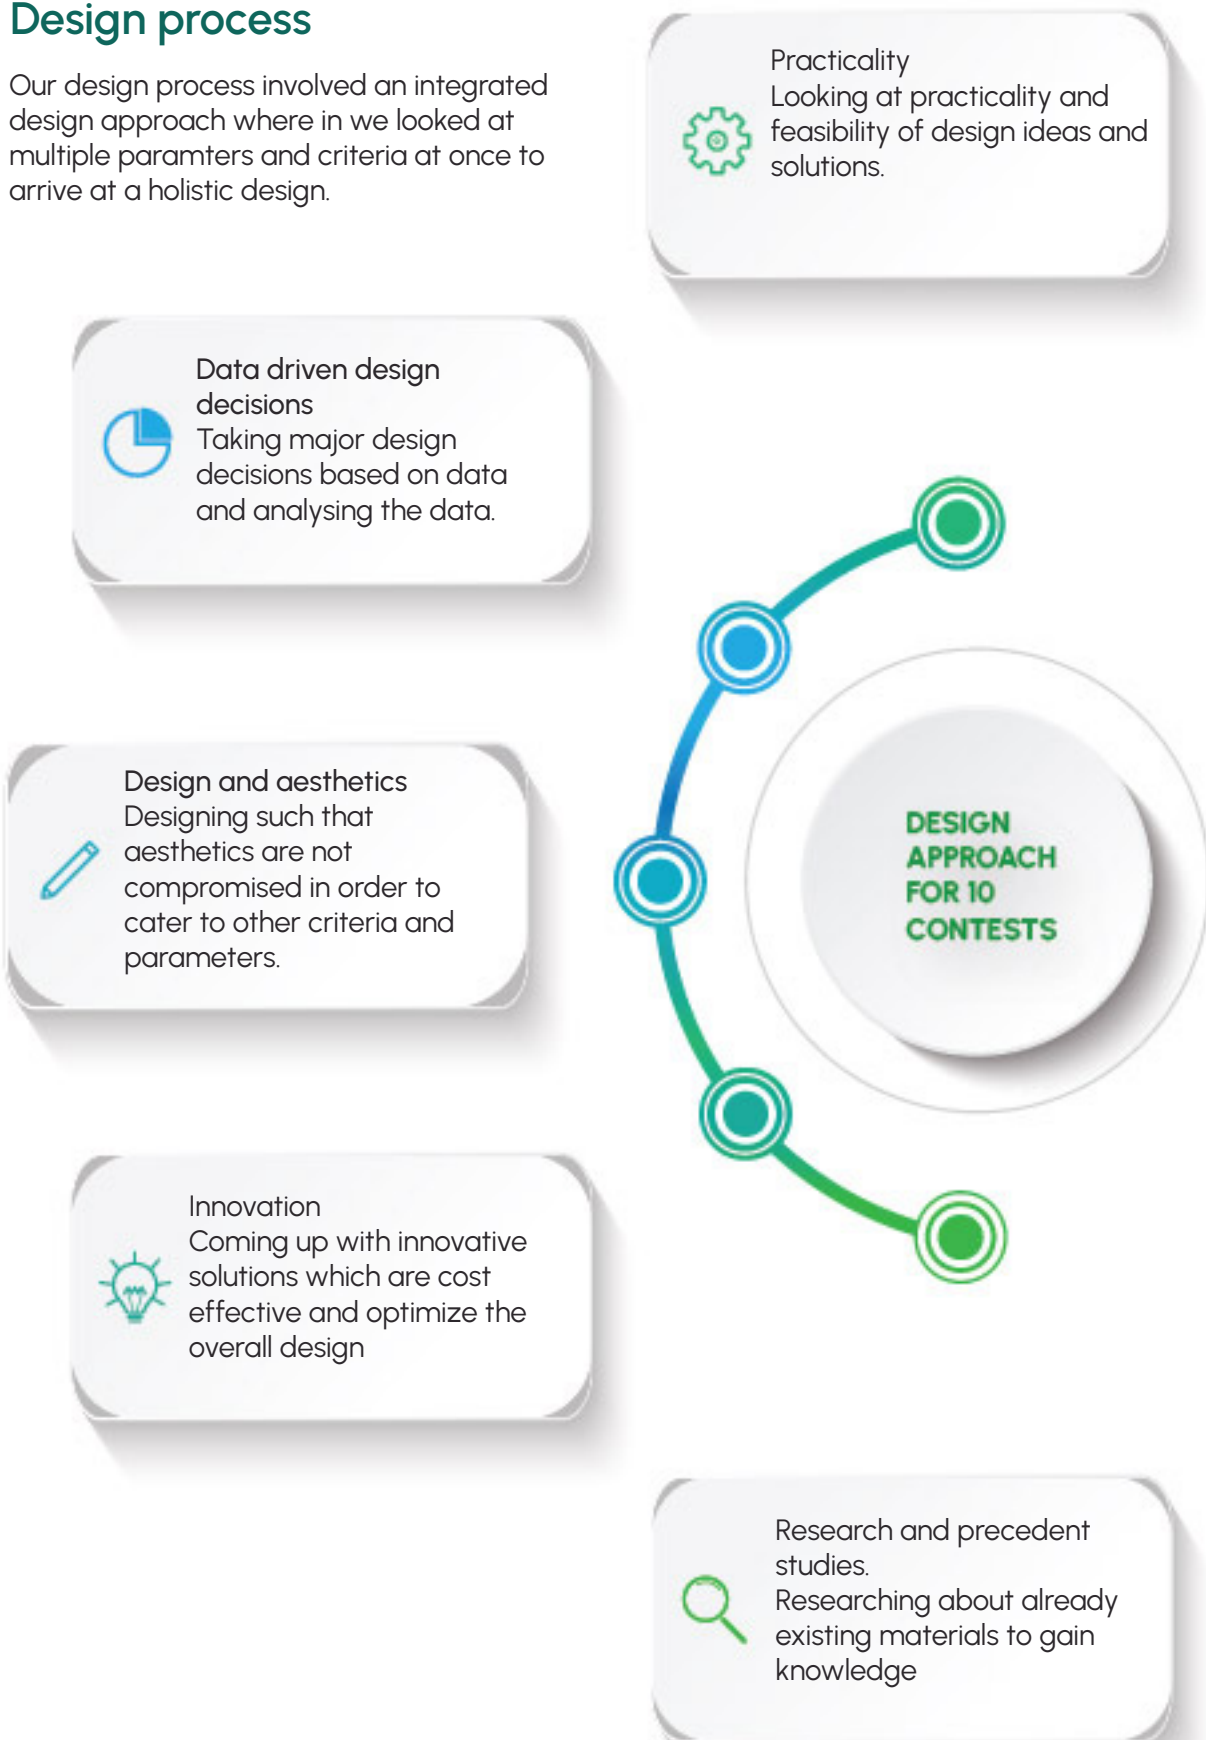 Design process
Our design process involved an integrated
design approach where in we looked at
multiple paramters and criteria at once to
arrive at a holistic design.
Practicality
Looking at practicality and
feasibility of design ideas and
solutions.
Data driven design
decisions
Taking major design
decisions based on data
and analysing the data.
Design and aesthetics
Designing such that
aesthetics are not
compromised in order to
cater to other criteria and
parameters.
DESIGN
APPROACH
FOR 10
CONTESTS
Innovation
Coming up with innovative
solutions which are cost
effective and optimize the
overall design
Research and precedent
studies.
Researching about already
existing materials to gain
knowledge